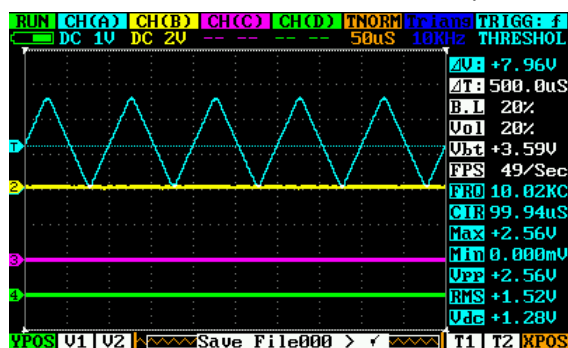 RUN CH(A) CH(B) CH(C) CH(D) TNORM Trians TRIGG: f
DC 1V DC 2V -- -- -- -- 50uS 10KHz THRESHOL
⊿V: +7.96V
⊿T: 500.0uS
B.L 20%
Vol 20%
Vbt +3.59V
FPS 49/Sec
FRQ 10.02KC
CIR 99.94uS
Max +2.56V
Min 0.000mV
VPP +2.56V
RMS +1.52V
Vdc +1.28V
T
2
3
4
YPOS V1 V2 Save File000 > ✓ T1 T2 XPOS